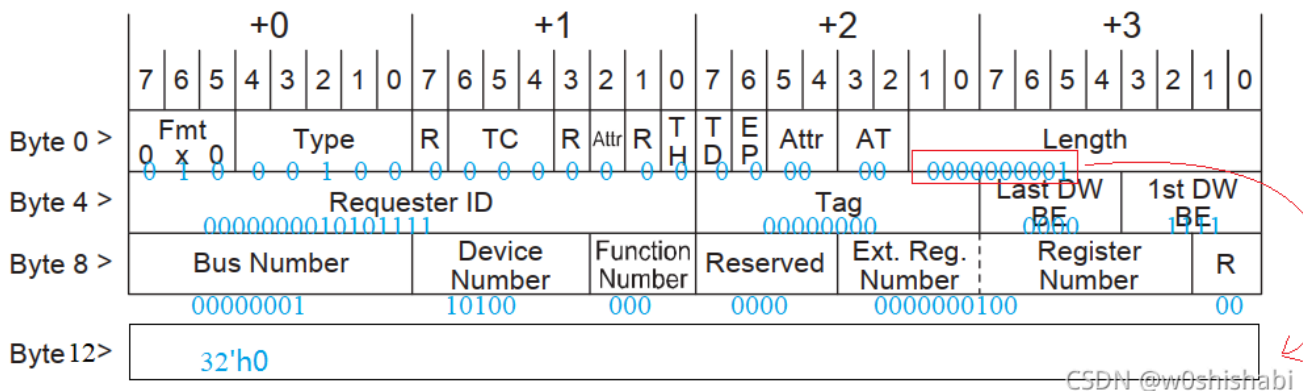 +0 +1 +2 +3
7 6 5 4 3 2 1 0 7 6 5 4 3 2 1 0 7 6 5 4 3 2 1 0 7 6 5 4 3 2 1 0
Byte 0 > Fmt 0 x 0 Type R TC R Attr R TH TD EP Attr AT Length
0 1 0 0 0 1 0 0 0 0 0 0 0 0 0 0 0 0 00 00 0000000001
Byte 4 > Requester ID Tag Last DW BE 1st DW BE
0000000010101111 00000000 0000 1111
Byte 8 > Bus Number Device Number Function Number Reserved Ext. Reg. Number Register Number R
00000001 10100 000 0000 0000000100 00
Byte12> 32'h0
CSDN @w0shishabi